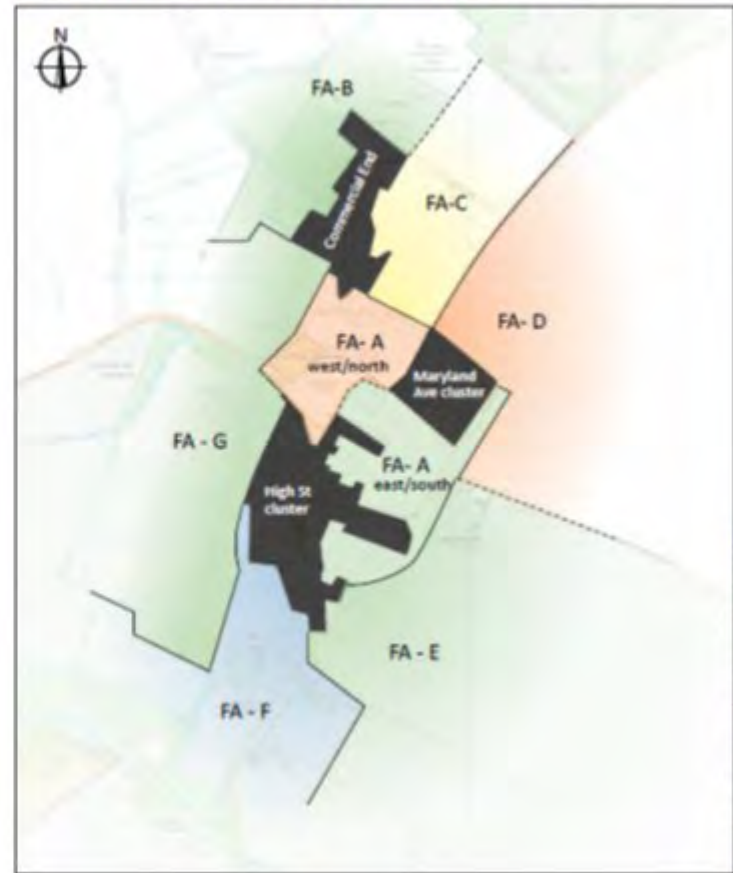 N
FA-B
Commercial End
FA-C
FA- D
FA- A
west/north
Maryland
Ave cluster
FA - G
FA- A
east/south
High St
cluster
FA - E
FA - F